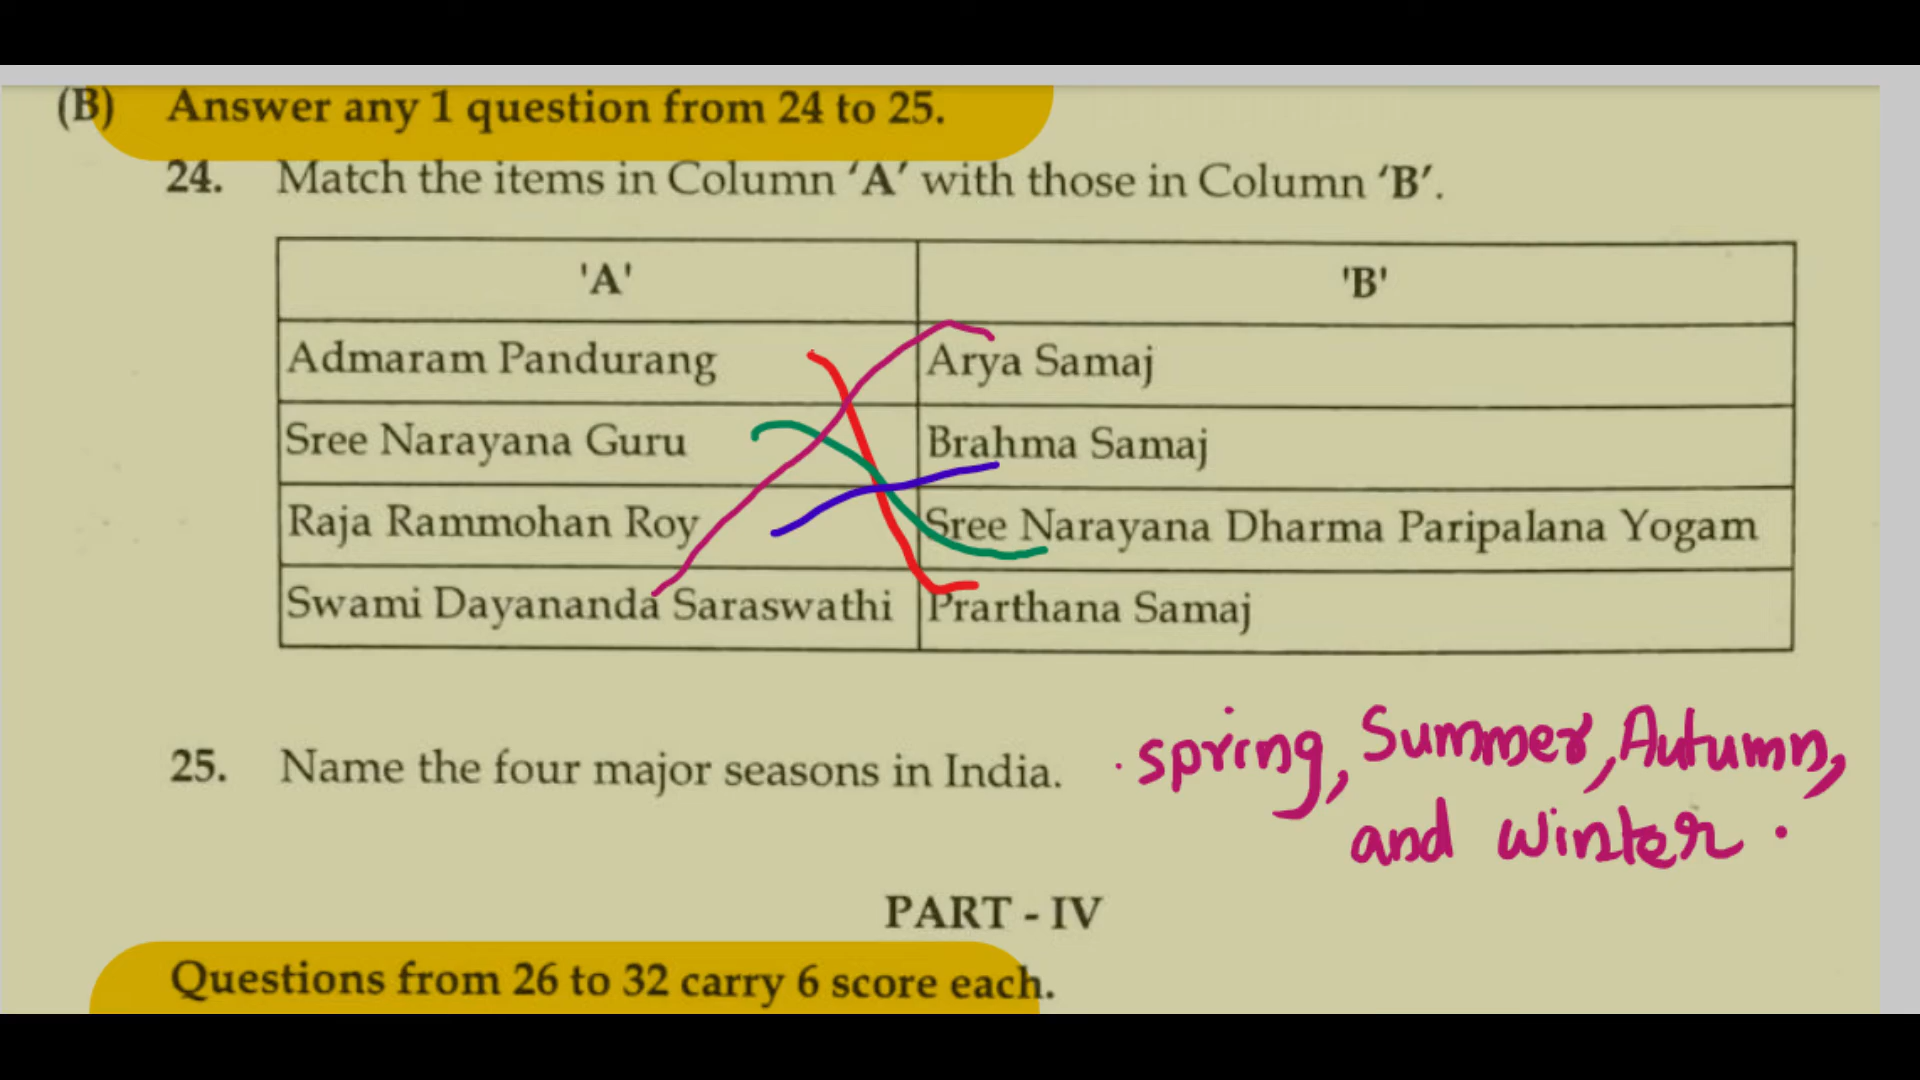 (B) Answer any 1 question from 24 to 25.
24. Match the items in Column 'A' with those in Column 'B'.
'A' 'B'
Admaram Pandurang Arya Samaj
Sree Narayana Guru Brahma Samaj
Raja Rammohan Roy Sree Narayana Dharma Paripalana Yogam
Swami Dayananda Saraswathi Prarthana Samaj
25. Name the four major seasons in India. . spring, Summer, Autumn,
and winter .
PART - IV
Questions from 26 to 32 carry 6 score each.